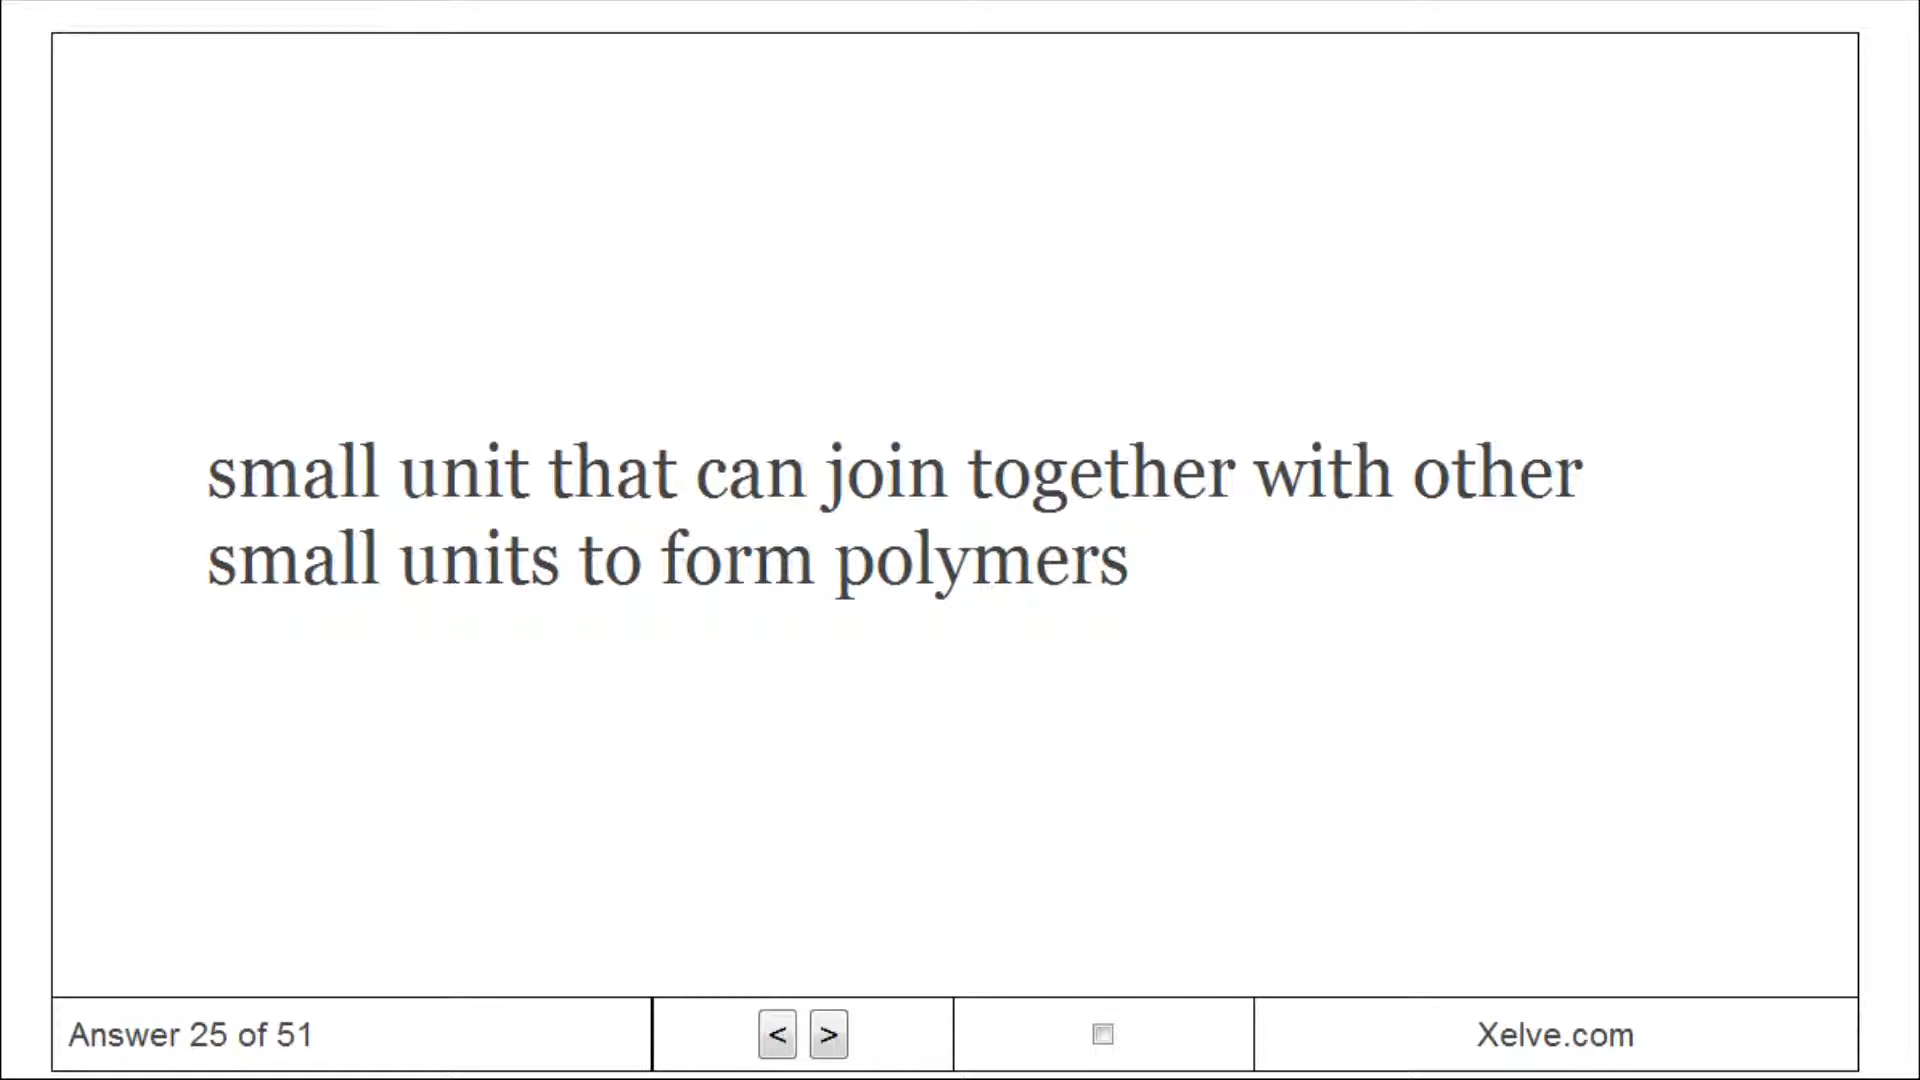 small unit that can join together with other
small units to form polymers
Answer 25 of 51
< >
Xelve.com